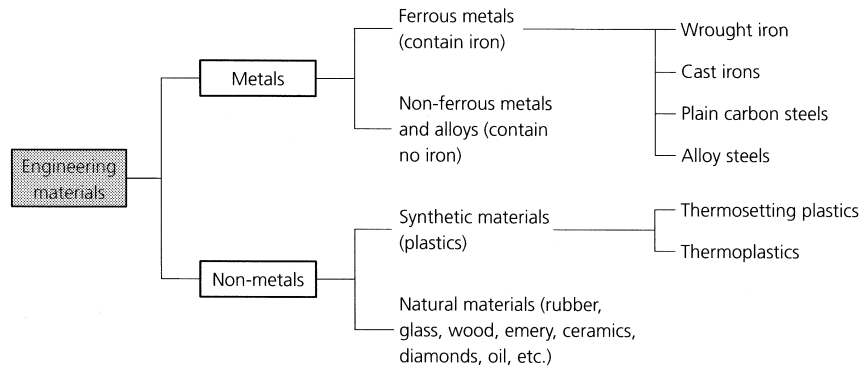 Engineering
materials
Metals
Ferrous metals
(contain iron)
Wrought iron
Cast irons
Plain carbon steels
Alloy steels
Non-ferrous metals
and alloys (contain
no iron)
Non-metals
Synthetic materials
(plastics)
Thermosetting plastics
Thermoplastics
Natural materials (rubber,
glass, wood, emery, ceramics,
diamonds, oil, etc.)